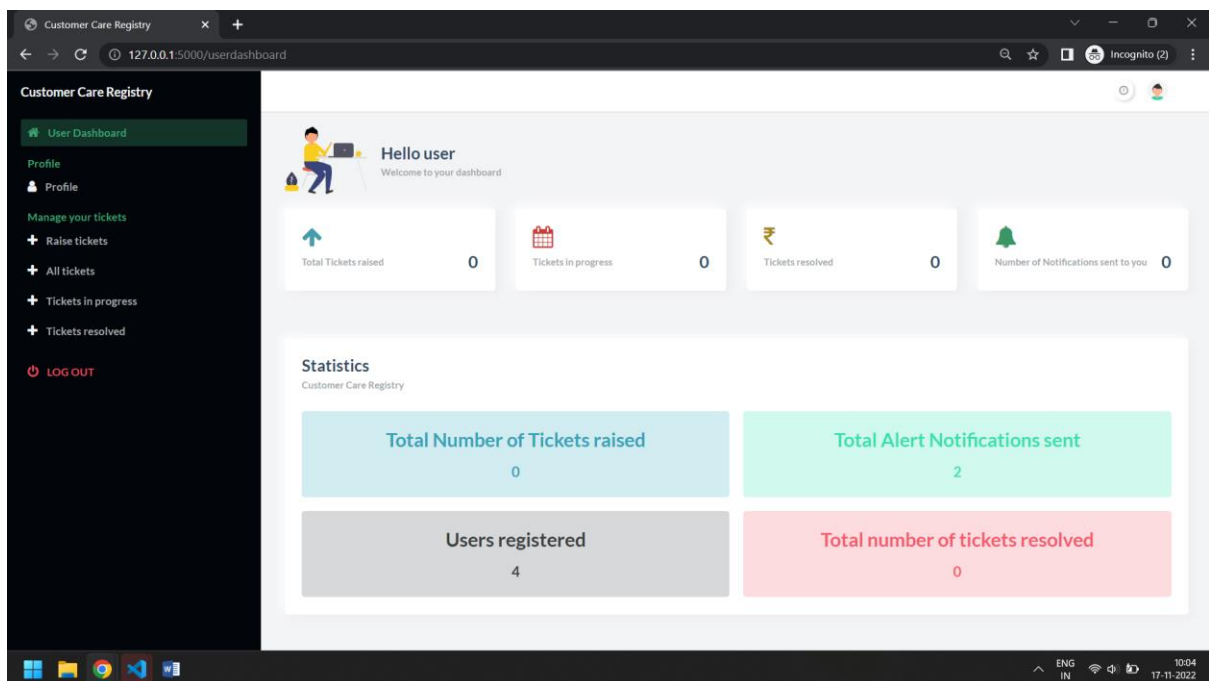 Customer Care Registry
127.0.0.1:5000/userdashboard
Incognito (2)
Customer Care Registry
User Dashboard
Profile
Profile
Manage your tickets
Raise tickets
All tickets
Tickets in progress
Tickets resolved
LOG OUT
Hello user
Welcome to your dashboard
Total Tickets raised 0
Tickets in progress 0
₹
Tickets resolved 0
Number of Notifications sent to you 0
Statistics
Customer Care Registry
Total Number of Tickets raised
0
Total Alert Notifications sent
2
Users registered
4
Total number of tickets resolved
0
ENG
IN
10:04
17-11-2022